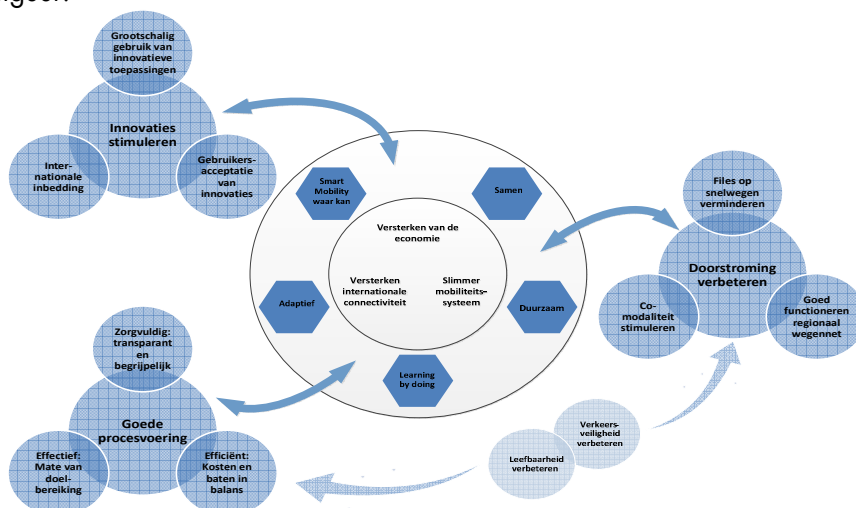 Grootschalig
gebruik van
innovatieve
toepassingen
Innovaties
stimuleren
Inter-
nationale
inbedding
Gebruikers-
acceptatie
van
innovaties
Smart
Mobility
waar kan
Samen
Versterken van de
economie
Versterken
internationale
connectiviteit
Slimmer
mobiliteits-
systeem
Adaptief
Duurzaam
Learning
by doing
Files op
snelwegen
verminderen
Doorstroming
verbeteren
Co-
modaliteit
stimuleren
Goed
functioneren
regionaal
wegennet
Zorgvuldig:
transparant
en
begrijpelijk
Goede
procesvoering
Effectief:
Mate van
doel-
bereiking
Efficiënt:
Kosten en
baten in
balans
Verkeers-
veiligheid
verbeteren
Leefbaarheid
verbeteren